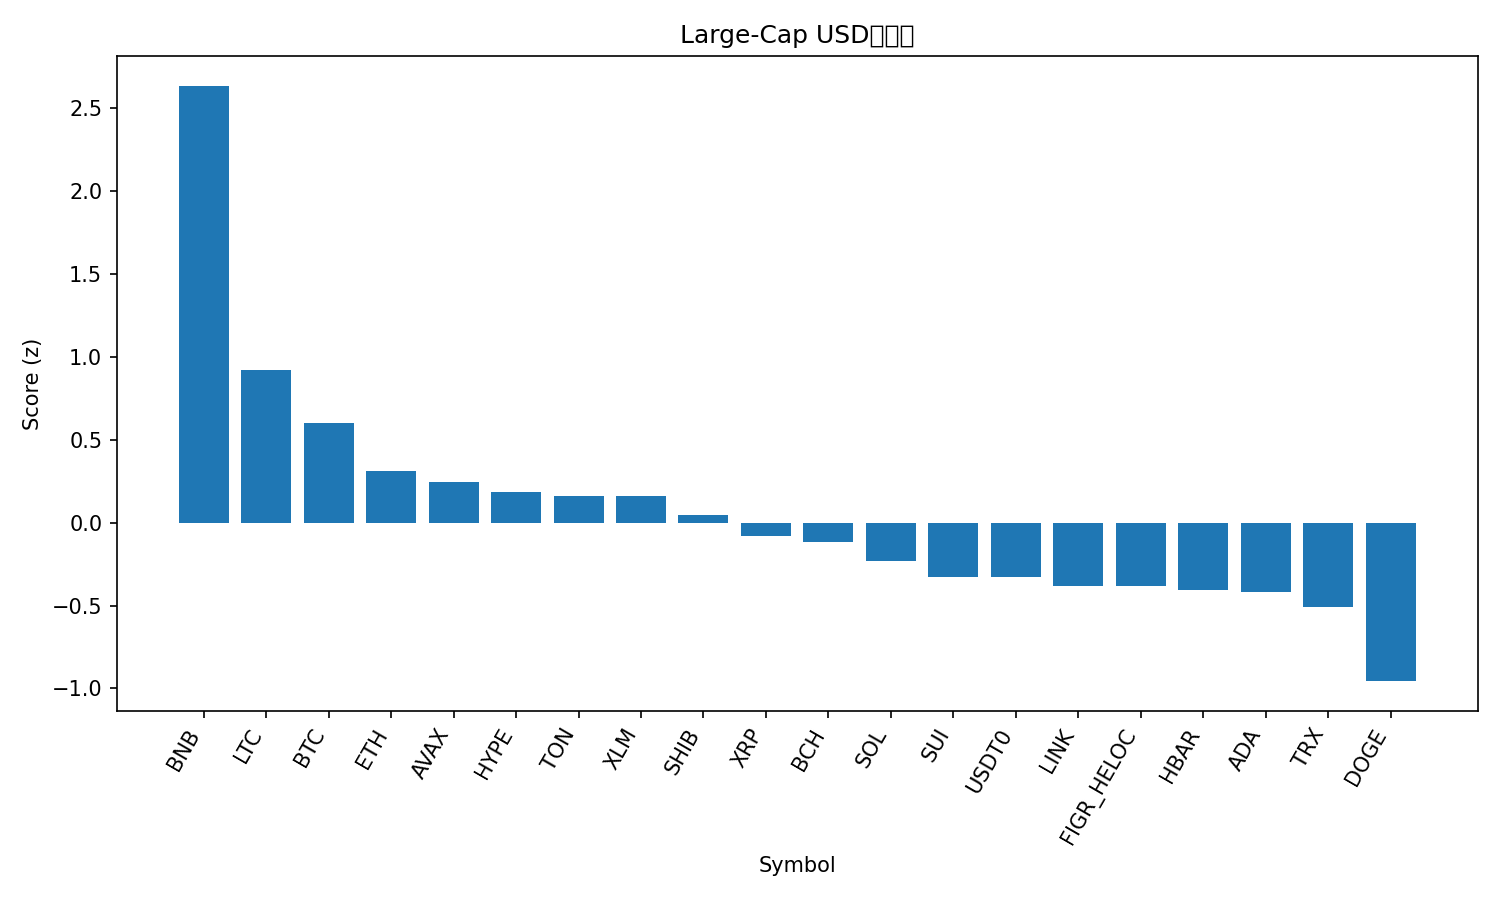 Large-Cap USD
Score (z)
2.5
2.0
1.5
1.0
0.5
0.0
−0.5
−1.0
BNB
LTC
BTC
ETH
AVAX
HYPE
TON
XLM
SHIB
XRP
BCH
SOL
SUI
USDT0
LINK
FIGR_HELOC
HBAR
ADA
TRX
DOGE
Symbol